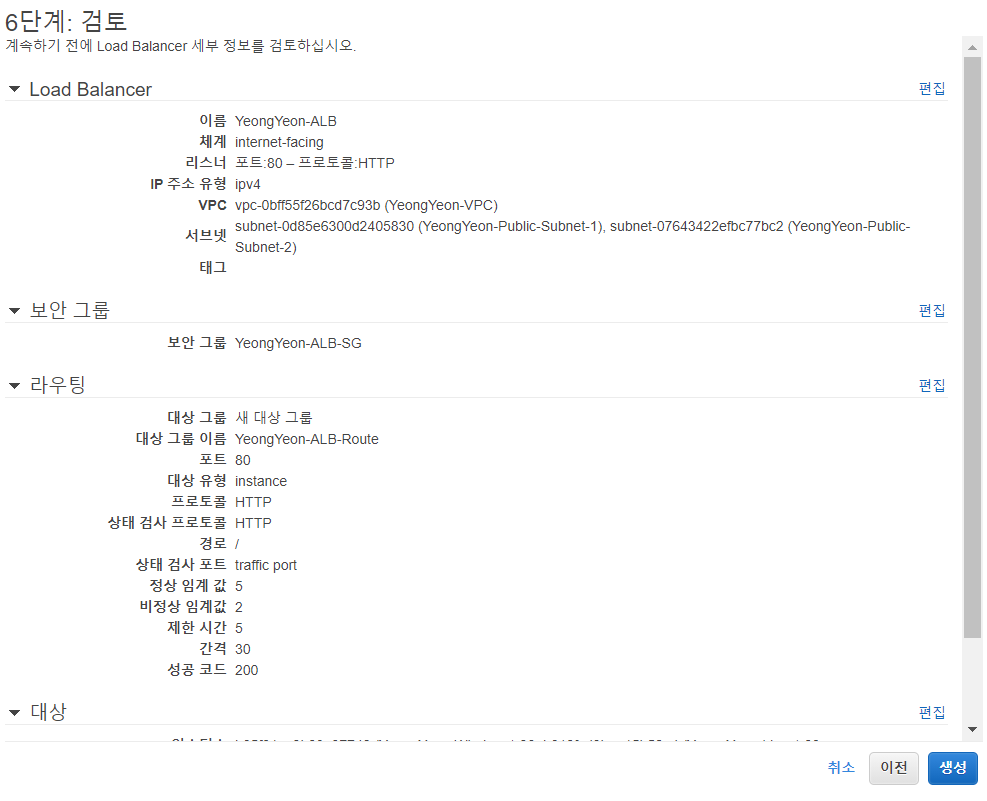 6단계: 검토
계속하기 전에 Load Balancer 세부 정보를 검토하십시오.
Load Balancer 편집
이름 YeongYeon-ALB
체계 internet-facing
리스너 포트:80 – 프로토콜:HTTP
IP 주소 유형 ipv4
VPC vpc-0bff55f26bcd7c93b (YeongYeon-VPC)
서브넷 subnet-0d85e6300d2405830 (YeongYeon-Public-Subnet-1), subnet-07643422efbc77bc2 (YeongYeon-Public-
Subnet-2)
태그
보안 그룹 편집
보안 그룹 YeongYeon-ALB-SG
라우팅 편집
대상 그룹 새 대상 그룹
대상 그룹 이름 YeongYeon-ALB-Route
포트 80
대상 유형 instance
프로토콜 HTTP
상태 검사 프로토콜 HTTP
경로 /
상태 검사 포트 traffic port
정상 임계 값 5
비정상 임계값 2
제한 시간 5
간격 30
성공 코드 200
대상 편집
취소 이전 생성